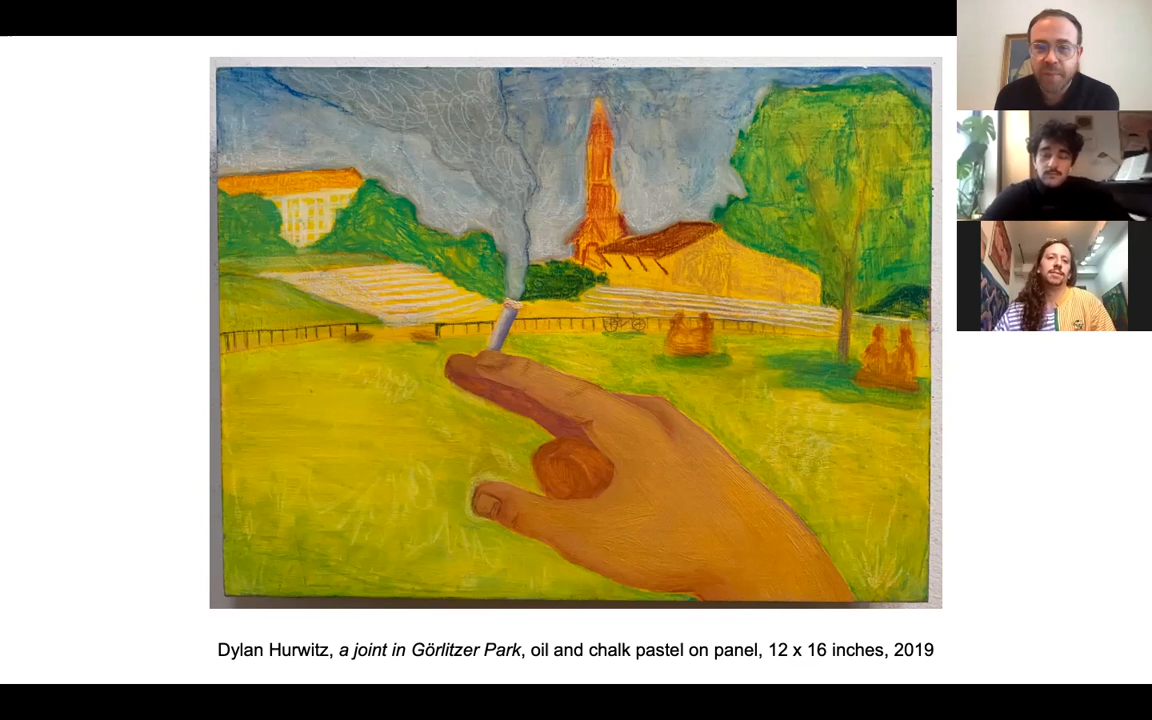 Dylan Hurwitz, a joint in Görlitzer Park, oil and chalk pastel on panel, 12 x 16 inches, 2019